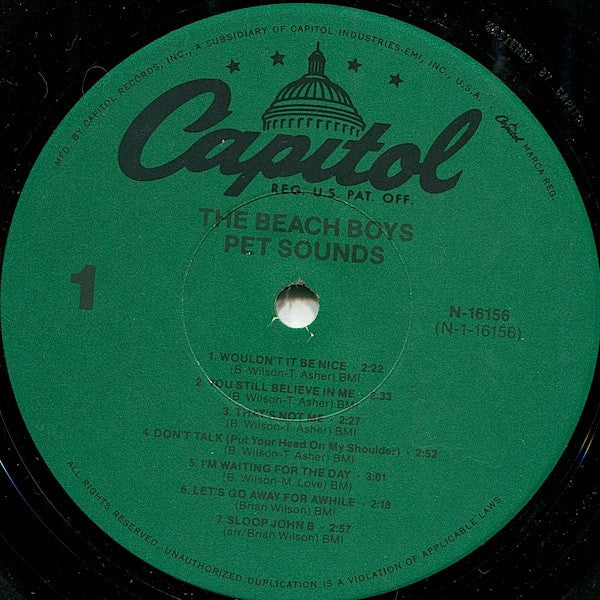 MFD. BY CAPITOL RECORDS, INC., A SUBSIDIARY OF CAPITOL INDUSTRIES-EMI, INC., U.S.A.
Capitol
MARCA REG.
Capitol
REG. U.S. PAT. OFF.
THE BEACH BOYS
PET SOUNDS
1
N-16156
(N-1-16156)
1. WOULDN'T IT BE NICE - 2:22
(B. Wilson-T. Asher) BMI
2. YOU STILL BELIEVE IN ME - 2:33
(B. Wilson-T. Asher) BMI
3. THAT'S NOT ME - 2:27
(B. Wilson-T. Asher) BMI
4. DON'T TALK (Put Your Head On My Shoulder) - 2:52
(B. Wilson-T. Asher) BMI
5. I'M WAITING FOR THE DAY - 3:01
(B. Wilson-M. Love) BMI
6. LET'S GO AWAY FOR AWHILE - 2:18
(Brian Wilson) BMI
7. SLOOP JOHN B - 2:57
(arr. Brian Wilson) BMI
ALL RIGHTS RESERVED. UNAUTHORIZED DUPLICATION IS A VIOLATION OF APPLICABLE LAWS